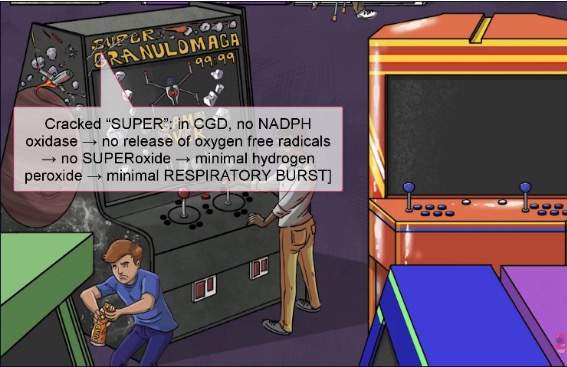 SUPER
GRANULOMAGA
99.99
Cracked “SUPER”: in CGD, no NADPH
oxidase → no release of oxygen free radicals
→ no SUPERoxide → minimal hydrogen
peroxide → minimal RESPIRATORY BURST]